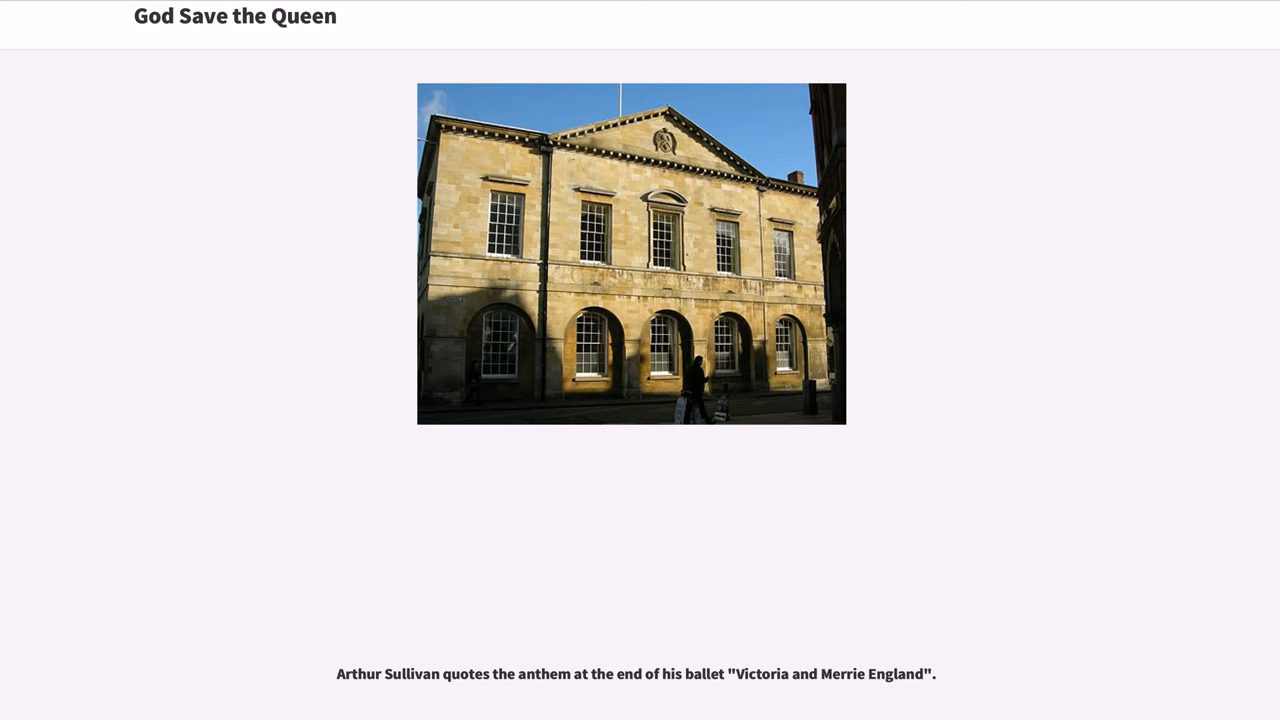 God Save the Queen
Arthur Sullivan quotes the anthem at the end of his ballet "Victoria and Merrie England".